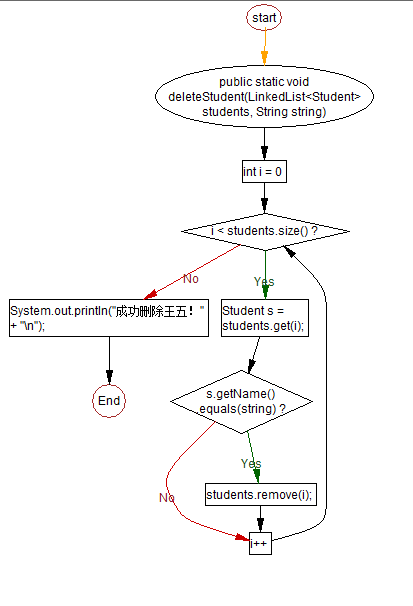 start
public static void
deleteStudent(LinkedList<Student>
students, String string)
int i = 0
i < students.size() ?
No
Yes
System.out.println("成功删除王五！"
+ "\n");
Student s =
students.get(i);
End
s.getName()
equals(string) ?
Yes
No
students.remove(i);
i++